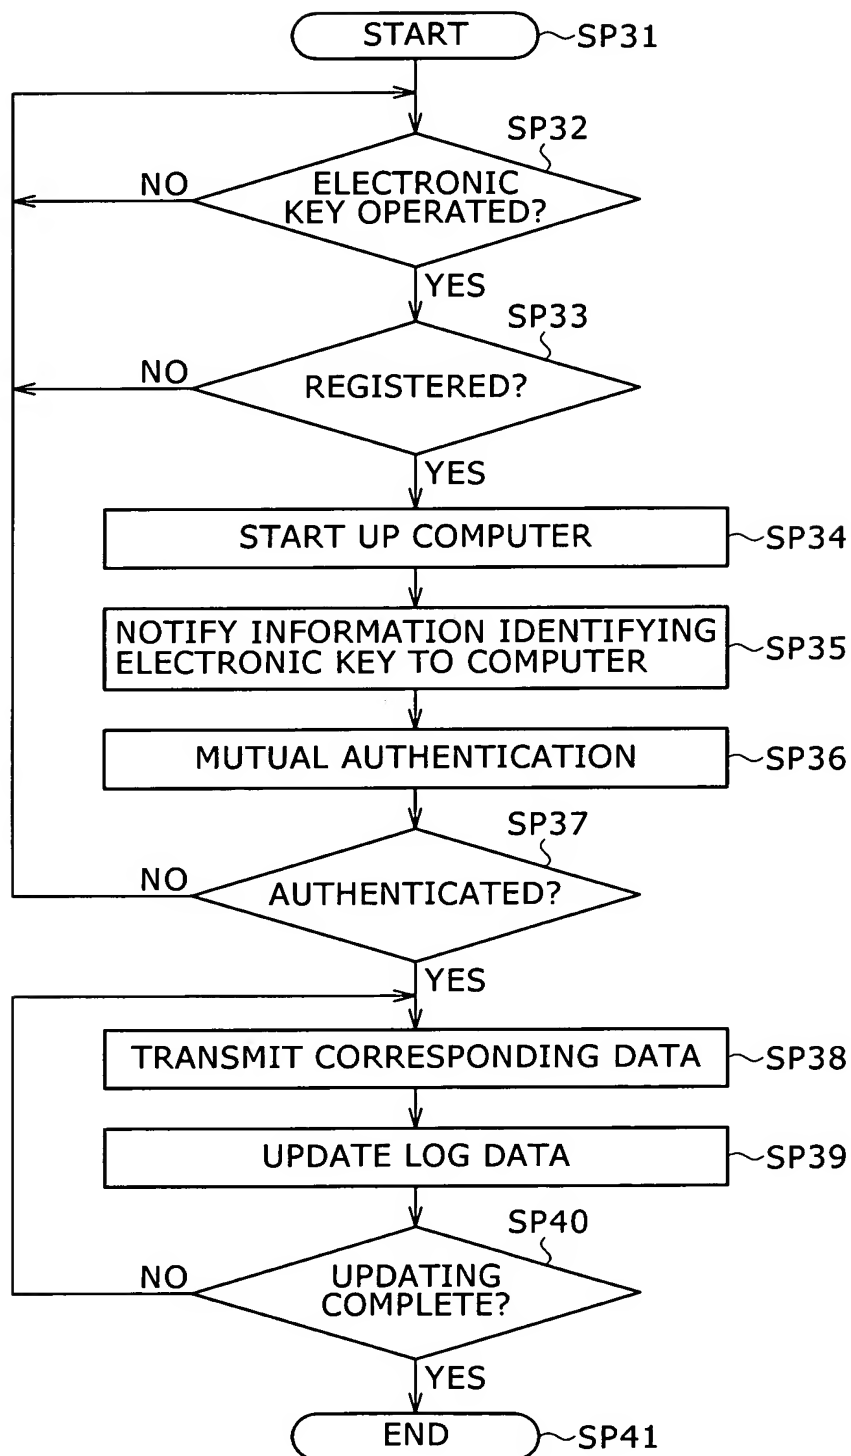 START
SP31
SP32
ELECTRONIC
KEY OPERATED?
NO
YES
SP33
REGISTERED?
NO
YES
START UP COMPUTER
SP34
NOTIFY INFORMATION IDENTIFYING
ELECTRONIC KEY TO COMPUTER
SP35
MUTUAL AUTHENTICATION
SP36
SP37
AUTHENTICATED?
NO
YES
TRANSMIT CORRESPONDING DATA
SP38
UPDATE LOG DATA
SP39
SP40
UPDATING
COMPLETE?
NO
YES
END
SP41